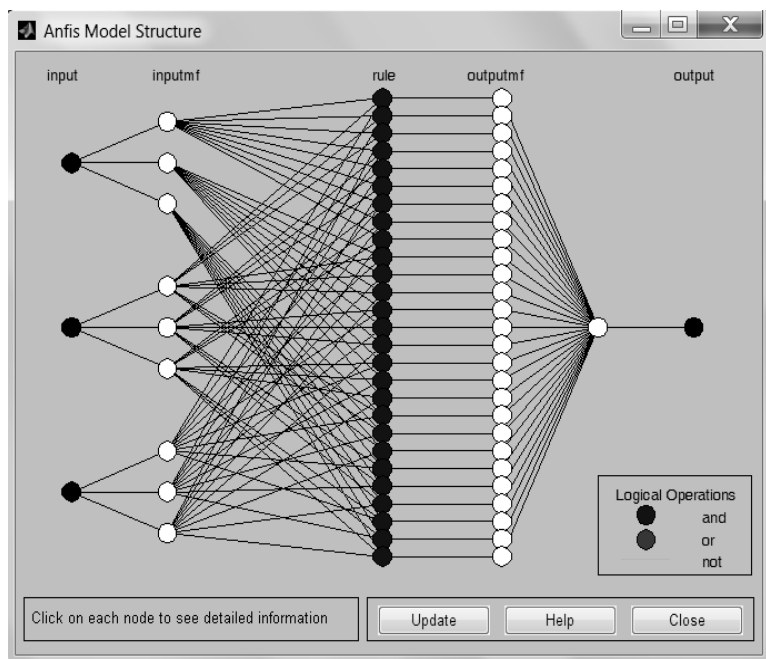 Anfis Model Structure
input inputmf rule outputmf output
Logical Operations
and
or
not
Click on each node to see detailed information
Update Help Close